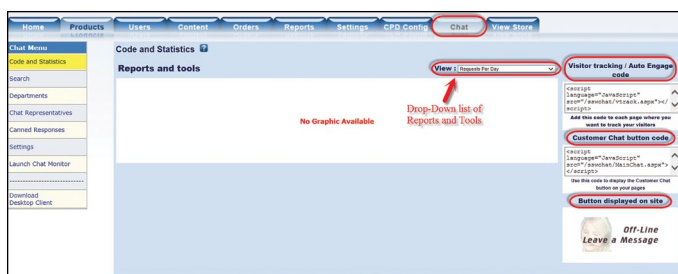 Home Products Users Content Orders Reports Settings CPD Config Chat View Store
Chat Menu
Code and Statistics
Search
Departments
Chat Representatives
Canned Responses
Settings
Launch Chat Monitor
-------------------------
Download
Desktop Client
Code and Statistics ?
Reports and tools
View : Requests Per Day
No Graphic Available
Drop-Down list of
Reports and Tools
Visitor tracking / Auto Engage
code
<script
language="JavaScript"
src="/sswchat/vtrack.aspx"></
script>
Add this code to each page where you
want to track your visitors
Customer Chat button code
<script
language="JavaScript"
src="/sswchat/MainChat.aspx">
</script>
Use this code to display the Customer Chat
button on your pages
Button displayed on site
Off-Line
Leave a Message